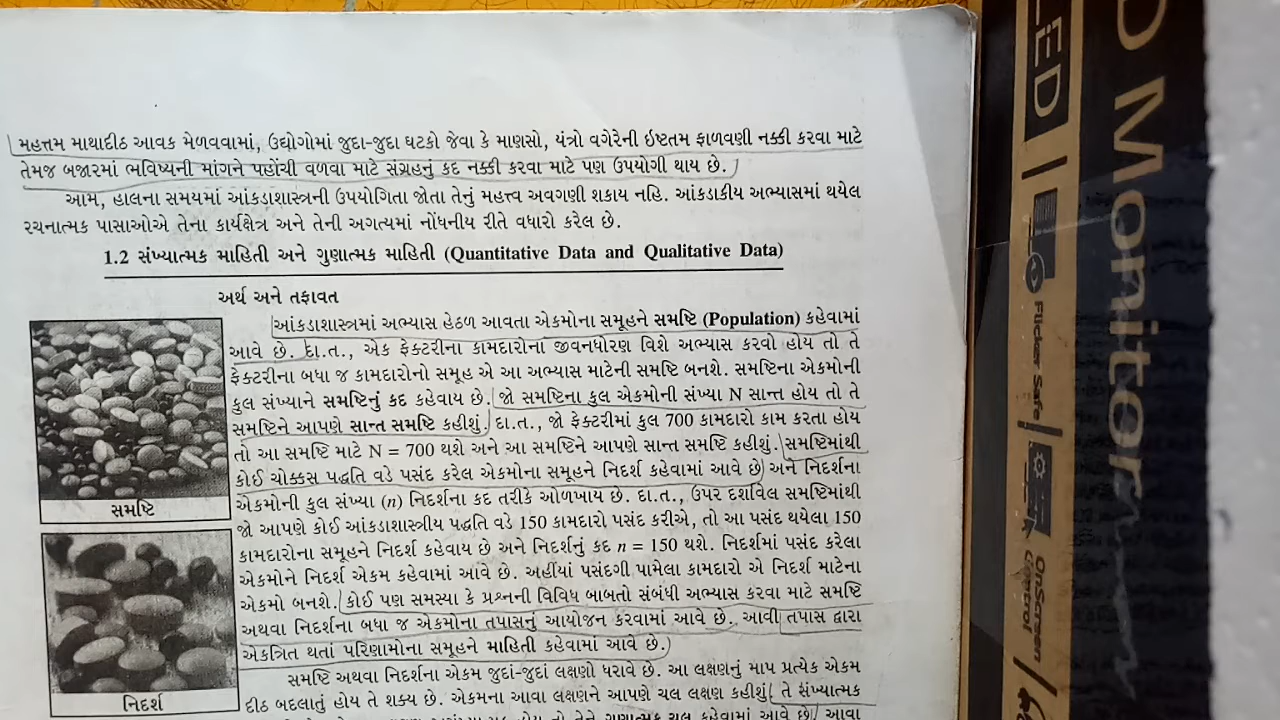 મહત્તમ માથાદીઠ આવક મેળવવામાં, ઉદ્યોગોમાં જુદા-જુદા ઘટકો જેવા કે માણસો, યંત્રો વગેરેની ઇષ્ટતમ ફાળવણી નક્કી કરવા માટે
તેમજ બજારમાં ભવિષ્યની માંગને પહોંચી વળવા માટે સંગ્રહનું કદ નક્કી કરવા માટે પણ ઉપયોગી થાય છે.
આમ, હાલના સમયમાં આંકડાશાસ્ત્રની ઉપયોગિતા જોતા તેનું મહત્ત્વ અવગણી શકાય નહિ. આંકડાકીય અભ્યાસમાં થયેલ
રચનાત્મક પાસાઓએ તેના કાર્યક્ષેત્ર અને તેની અગત્યમાં નોંધનીય રીતે વધારો કરેલ છે.
1.2 સંખ્યાત્મક માહિતી અને ગુણાત્મક માહિતી (Quantitative Data and Qualitative Data)
અર્થ અને તફાવત
આંકડાશાસ્ત્રમાં અભ્યાસ હેઠળ આવતા એકમોના સમૂહને સમષ્ટિ (Population) કહેવામાં
આવે છે. દા.ત., એક ફેક્ટરીના કામદારોનાં જીવનધોરણ વિશે અભ્યાસ કરવો હોય તો તે
ફેક્ટરીના બધા જ કામદારોનો સમૂહ એ આ અભ્યાસ માટેની સમષ્ટિ બનશે. સમષ્ટિના એકમોની
કુલ સંખ્યાને સમષ્ટિનું કદ કહેવાય છે. જો સમષ્ટિના કુલ એકમોની સંખ્યા N સાન્ત હોય તો તે
સમષ્ટિને આપણે સાન્ત સમષ્ટિ કહીશું. દા.ત., જો ફેક્ટરીમાં કુલ 700 કામદારો કામ કરતા હોય
તો આ સમષ્ટિ માટે N = 700 થશે અને આ સમષ્ટિને આપણે સાન્ત સમષ્ટિ કહીશું. સમષ્ટિમાંથી
કોઈ ચોક્કસ પદ્ધતિ વડે પસંદ કરેલ એકમોના સમૂહને નિદર્શ કહેવામાં આવે છે અને નિદર્શના
એકમોની કુલ સંખ્યા (n) નિદર્શના કદ તરીકે ઓળખાય છે. દા.ત., ઉપર દર્શાવેલ સમષ્ટિમાંથી
જો આપણે કોઈ આંકડાશાસ્ત્રીય પદ્ધતિ વડે 150 કામદારો પસંદ કરીએ, તો આ પસંદ થયેલા 150
કામદારોના સમૂહને નિદર્શ કહેવાય છે અને નિદર્શનું કદ n = 150 થશે. નિદર્શમાં પસંદ કરેલા
એકમોને નિદર્શ એકમ કહેવામાં આવે છે. અહીંયાં પસંદગી પામેલા કામદારો એ નિદર્શ માટેના
એકમો બનશે. કોઈ પણ સમસ્યા કે પ્રશ્નની વિવિધ બાબતો સંબંધી અભ્યાસ કરવા માટે સમષ્ટિ
અથવા નિદર્શના બધા જ એકમોના તપાસનું આયોજન કરવામાં આવે છે. આવી તપાસ દ્વારા
એકત્રિત થતાં પરિણામોના સમૂહને માહિતી કહેવામાં આવે છે.
સમષ્ટિ અથવા નિદર્શના એકમ જુદાં-જુદાં લક્ષણો ધરાવે છે. આ લક્ષણનું માપ પ્રત્યેક એકમ
દીઠ બદલાતું હોય તે શક્ય છે. એકમના આવા લક્ષણને આપણે ચલ લક્ષણ કહીશું. તે સંખ્યાત્મક
સમષ્ટિ
નિદર્શ
LED
D Monitor
Flicker Safe
OnScreen
Control